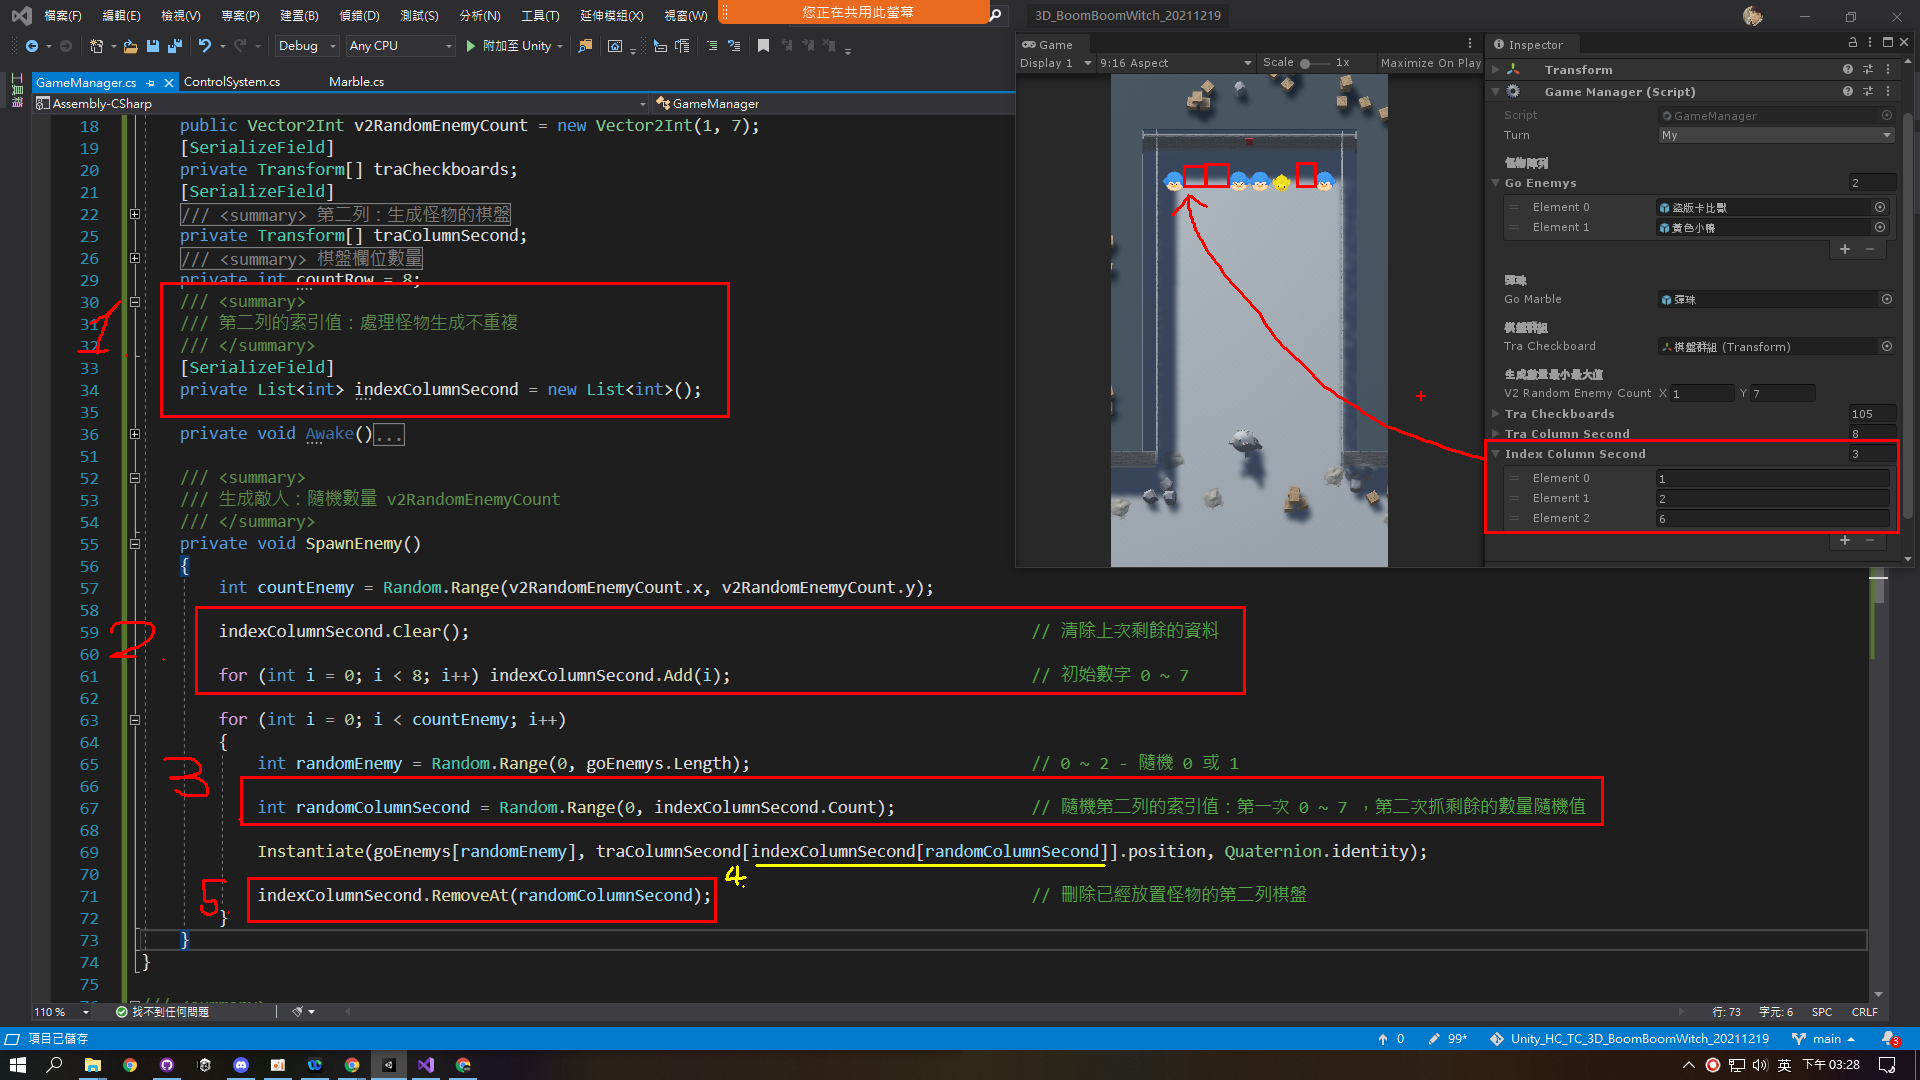 檔案(F) 編輯(E) 檢視(V) 專案(P) 建置(B) 偵錯(D) 測試(S) 分析(N) 工具(T) 延伸模組(X) 視窗(W)
您正在共用此螢幕
3D_BoomBoomWitch_20211219
Debug Any CPU 附加至 Unity
工具箱
GameManager.cs ControlSystem.cs Marble.cs
Assembly-CSharp GameManager
18 public Vector2Int v2RandomEnemyCount = new Vector2Int(1, 7);
19 [SerializeField]
20 private Transform[] traCheckboards;
21 [SerializeField]
22 /// <summary> 第二列：生成怪物的棋盤
25 private Transform[] traColumnSecond;
26 /// <summary> 棋盤欄位數量
29 private int countRow = 8;
30 /// <summary>
31 /// 第二列的索引值：處理怪物生成不重複
32 /// </summary>
33 [SerializeField]
34 private List<int> indexColumnSecond = new List<int>();
35
36 private void Awake()...
51
52 /// <summary>
53 /// 生成敵人：隨機數量 v2RandomEnemyCount
54 /// </summary>
55 private void SpawnEnemy()
56 {
57 int countEnemy = Random.Range(v2RandomEnemyCount.x, v2RandomEnemyCount.y);
58
59 indexColumnSecond.Clear(); // 清除上次剩餘的資料
60
61 for (int i = 0; i < 8; i++) indexColumnSecond.Add(i); // 初始數字 0 ~ 7
62
63 for (int i = 0; i < countEnemy; i++)
64 {
65 int randomEnemy = Random.Range(0, goEnemys.Length); // 0 ~ 2 - 隨機 0 或 1
66
67 int randomColumnSecond = Random.Range(0, indexColumnSecond.Count); // 隨機第二列的索引值：第一次 0 ~ 7 ，第二次抓剩餘的數量隨機值
68
69 Instantiate(goEnemys[randomEnemy], traColumnSecond[indexColumnSecond[randomColumnSecond]].position, Quaternion.identity);
70
71 indexColumnSecond.RemoveAt(randomColumnSecond); // 刪除已經放置怪物的第二列棋盤
72 }
73 }
74 }
75
1
2
3
4
5
Game
Display 1 9:16 Aspect Scale 1x Maximize On Play
Inspector
Transform
Game Manager (Script)
Script GameManager
Turn My
怪物陣列
Go Enemys 2
Element 0 盜版卡比獸
Element 1 黃色小鴨
彈珠
Go Marble 彈珠
棋盤群組
Tra Checkboard 棋盤群組 (Transform)
生成數量最小最大值
V2 Random Enemy Count X 1 Y 7
Tra Checkboards 105
Tra Column Second 8
Index Column Second 3
Element 0 1
Element 1 2
Element 2 6
110 % 找不到任何問題 行: 73 字元: 6 SPC CRLF
項目已儲存 0 99* Unity_HC_TC_3D_BoomBoomWitch_20211219 main 3
英 下午 03:28